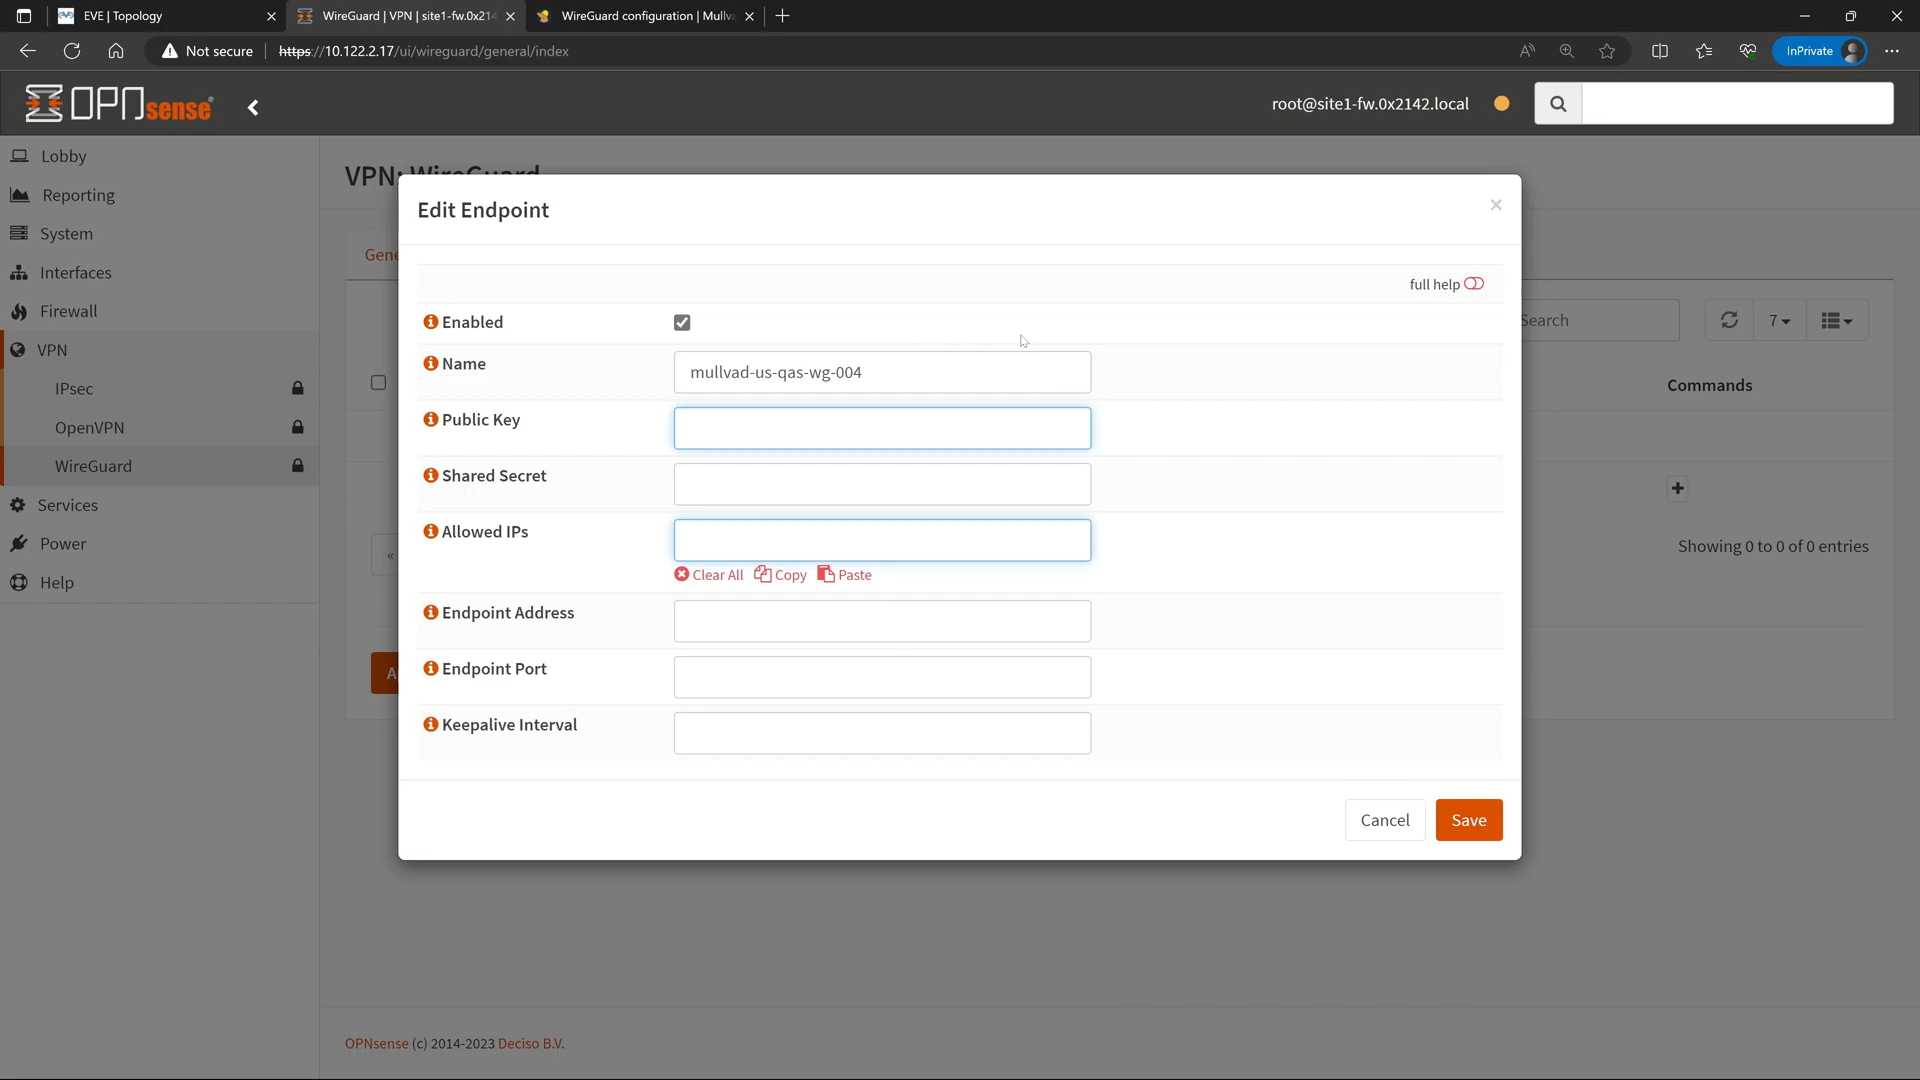 EVE | Topology
WireGuard | VPN | site1-fw.0x214
WireGuard configuration | Mullv
Not secure
https://10.122.2.17/ui/wireguard/general/index
InPrivate
OPNsense
root@site1-fw.0x2142.local
Lobby
Reporting
System
Interfaces
Firewall
VPN
IPsec
OpenVPN
WireGuard
Services
Power
Help
VPN: WireGuard
Gene
Edit Endpoint
full help
Enabled
Name
mullvad-us-qas-wg-004
Public Key
Shared Secret
Allowed IPs
Clear All Copy Paste
Endpoint Address
Endpoint Port
Keepalive Interval
Cancel
Save
Search
7
Commands
«
Showing 0 to 0 of 0 entries
A
OPNsense (c) 2014-2023 Deciso B.V.